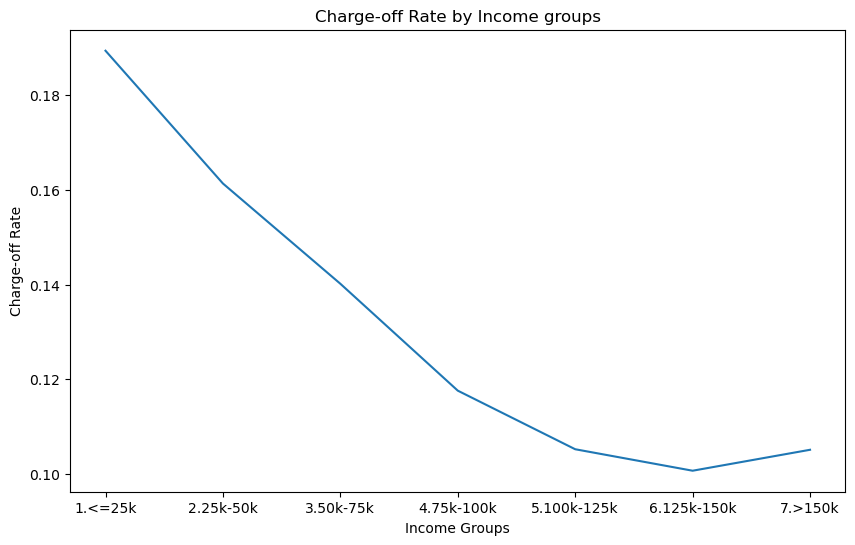 Charge-off Rate by Income groups
Charge-off Rate
0.18
0.16
0.14
0.12
0.10
1.<=25k 2.25k-50k 3.50k-75k 4.75k-100k 5.100k-125k 6.125k-150k 7.>150k
Income Groups